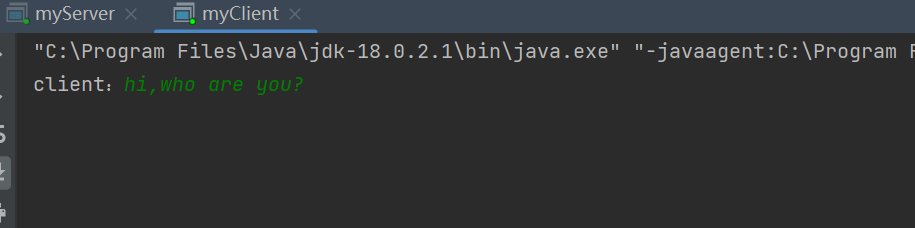 myServer myClient
"C:\Program Files\Java\jdk-18.0.2.1\bin\java.exe" "-javaagent:C:\Program F
client：hi,who are you?